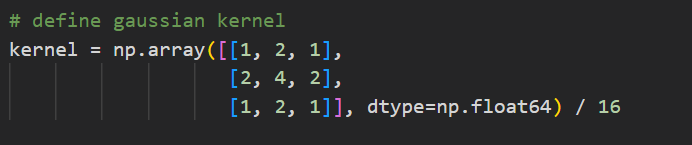 # define gaussian kernel
kernel = np.array([[1, 2, 1],
                   [2, 4, 2],
                   [1, 2, 1]], dtype=np.float64) / 16